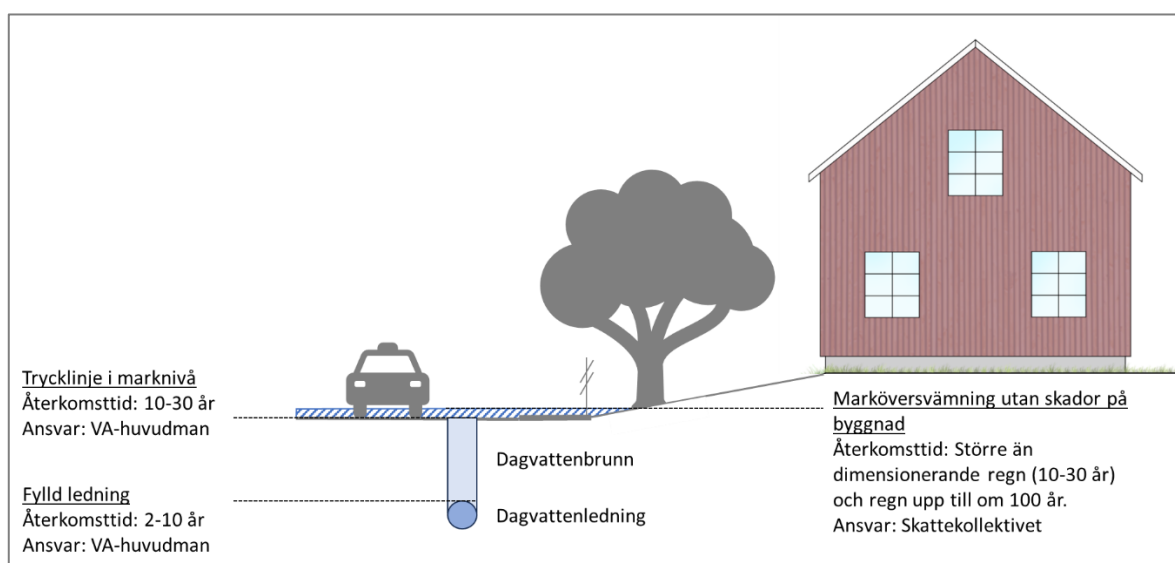 Trycklinje i marknivå
Återkomsttid: 10-30 år
Ansvar: VA-huvudman
Fylld ledning
Återkomsttid: 2-10 år
Ansvar: VA-huvudman
Dagvattenbrunn
Dagvattenledning
Marköversvämning utan skador på
byggnad
Återkomsttid: Större än
dimensionerande regn (10-30 år)
och regn upp till om 100 år.
Ansvar: Skattekollektivet